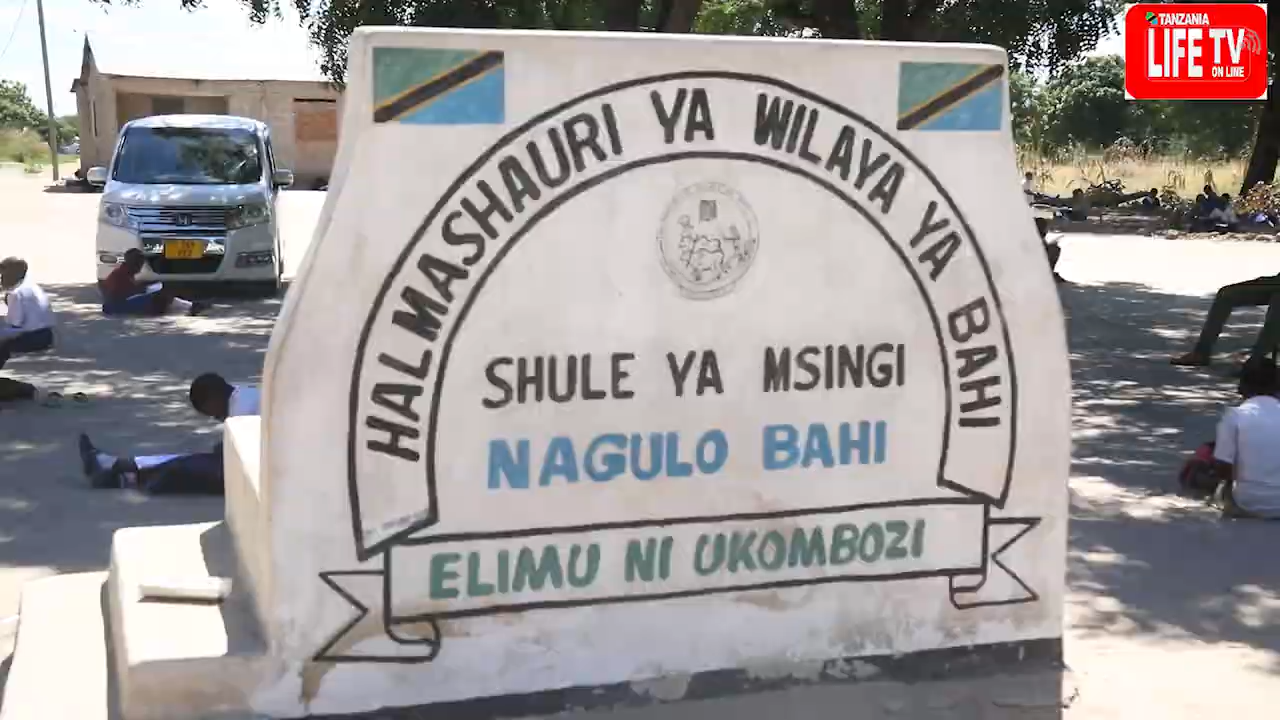 TANZANIA
LIFE TV
ON LINE
HALMASHAURI YA WILAYA YA BAHI
SHULE YA MSINGI
NAGULO BAHI
ELIMU NI UKOMBOZI